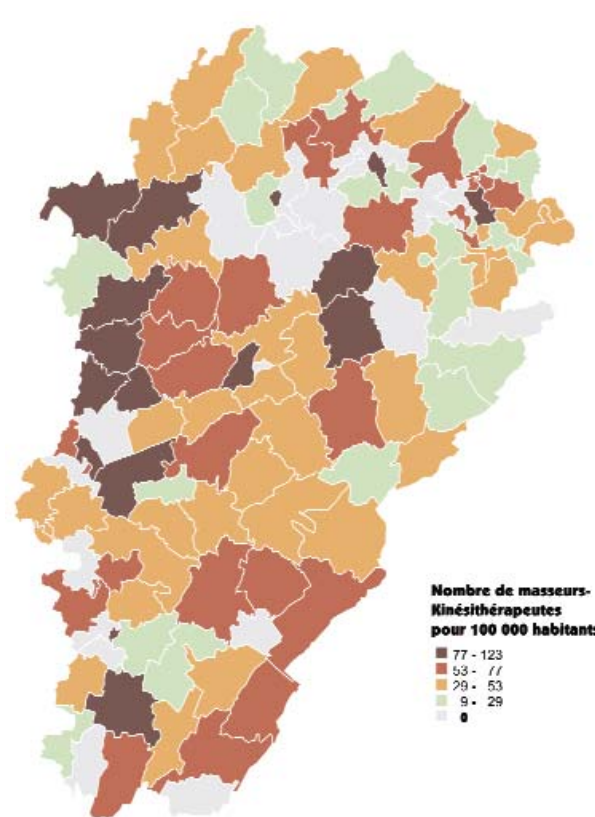 Nombre de masseurs-
Kinésithérapeutes
pour 100 000 habitants
77 - 123
53 - 77
29 - 53
9 - 29
0